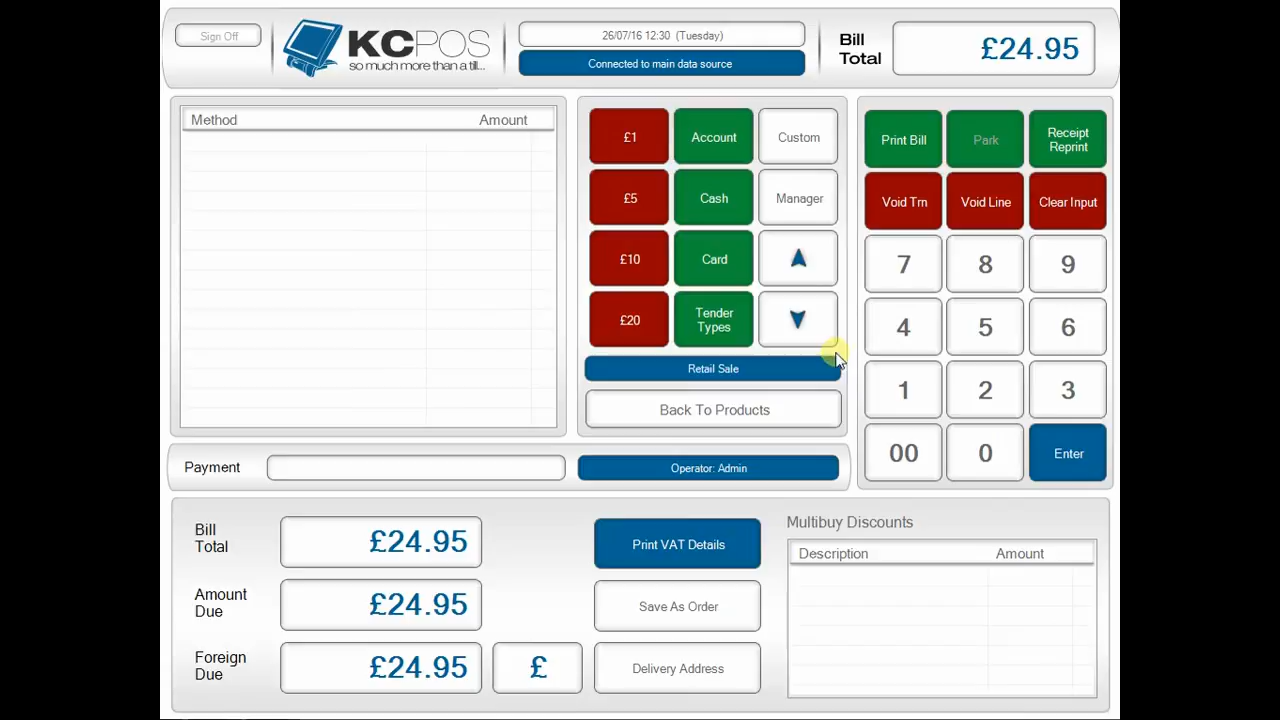 Sign Off
KCPOS
so much more than a till...
26/07/16 12:30 (Tuesday)
Connected to main data source
Bill
Total
£24.95
Method Amount
£1 Account Custom
£5 Cash Manager
£10 Card
£20 Tender
Types
Retail Sale
Back To Products
Print Bill Park Receipt
Reprint
Void Trn Void Line Clear Input
7 8 9
4 5 6
1 2 3
00 0 Enter
Payment
Operator: Admin
Bill
Total
£24.95
Amount
Due
£24.95
Foreign
Due
£24.95 £
Print VAT Details
Save As Order
Delivery Address
Multibuy Discounts
Description Amount